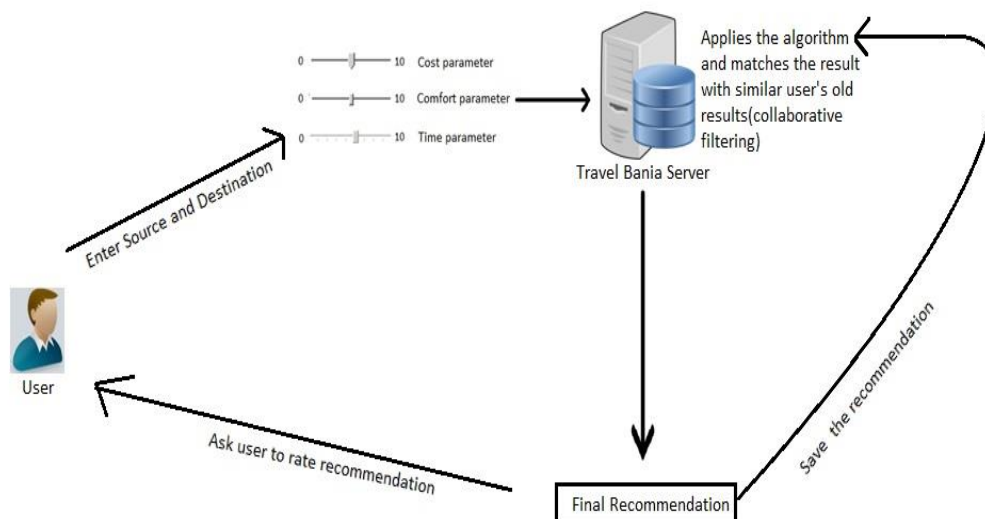 0 10 Cost parameter
0 10 Comfort parameter
0 10 Time parameter
Applies the algorithm
and matches the result
with similar user's old
results(collaborative
filtering)
Travel Bania Server
Enter Source and Destination
User
Ask user to rate recommendation
Final Recommendation
Save the recommendation